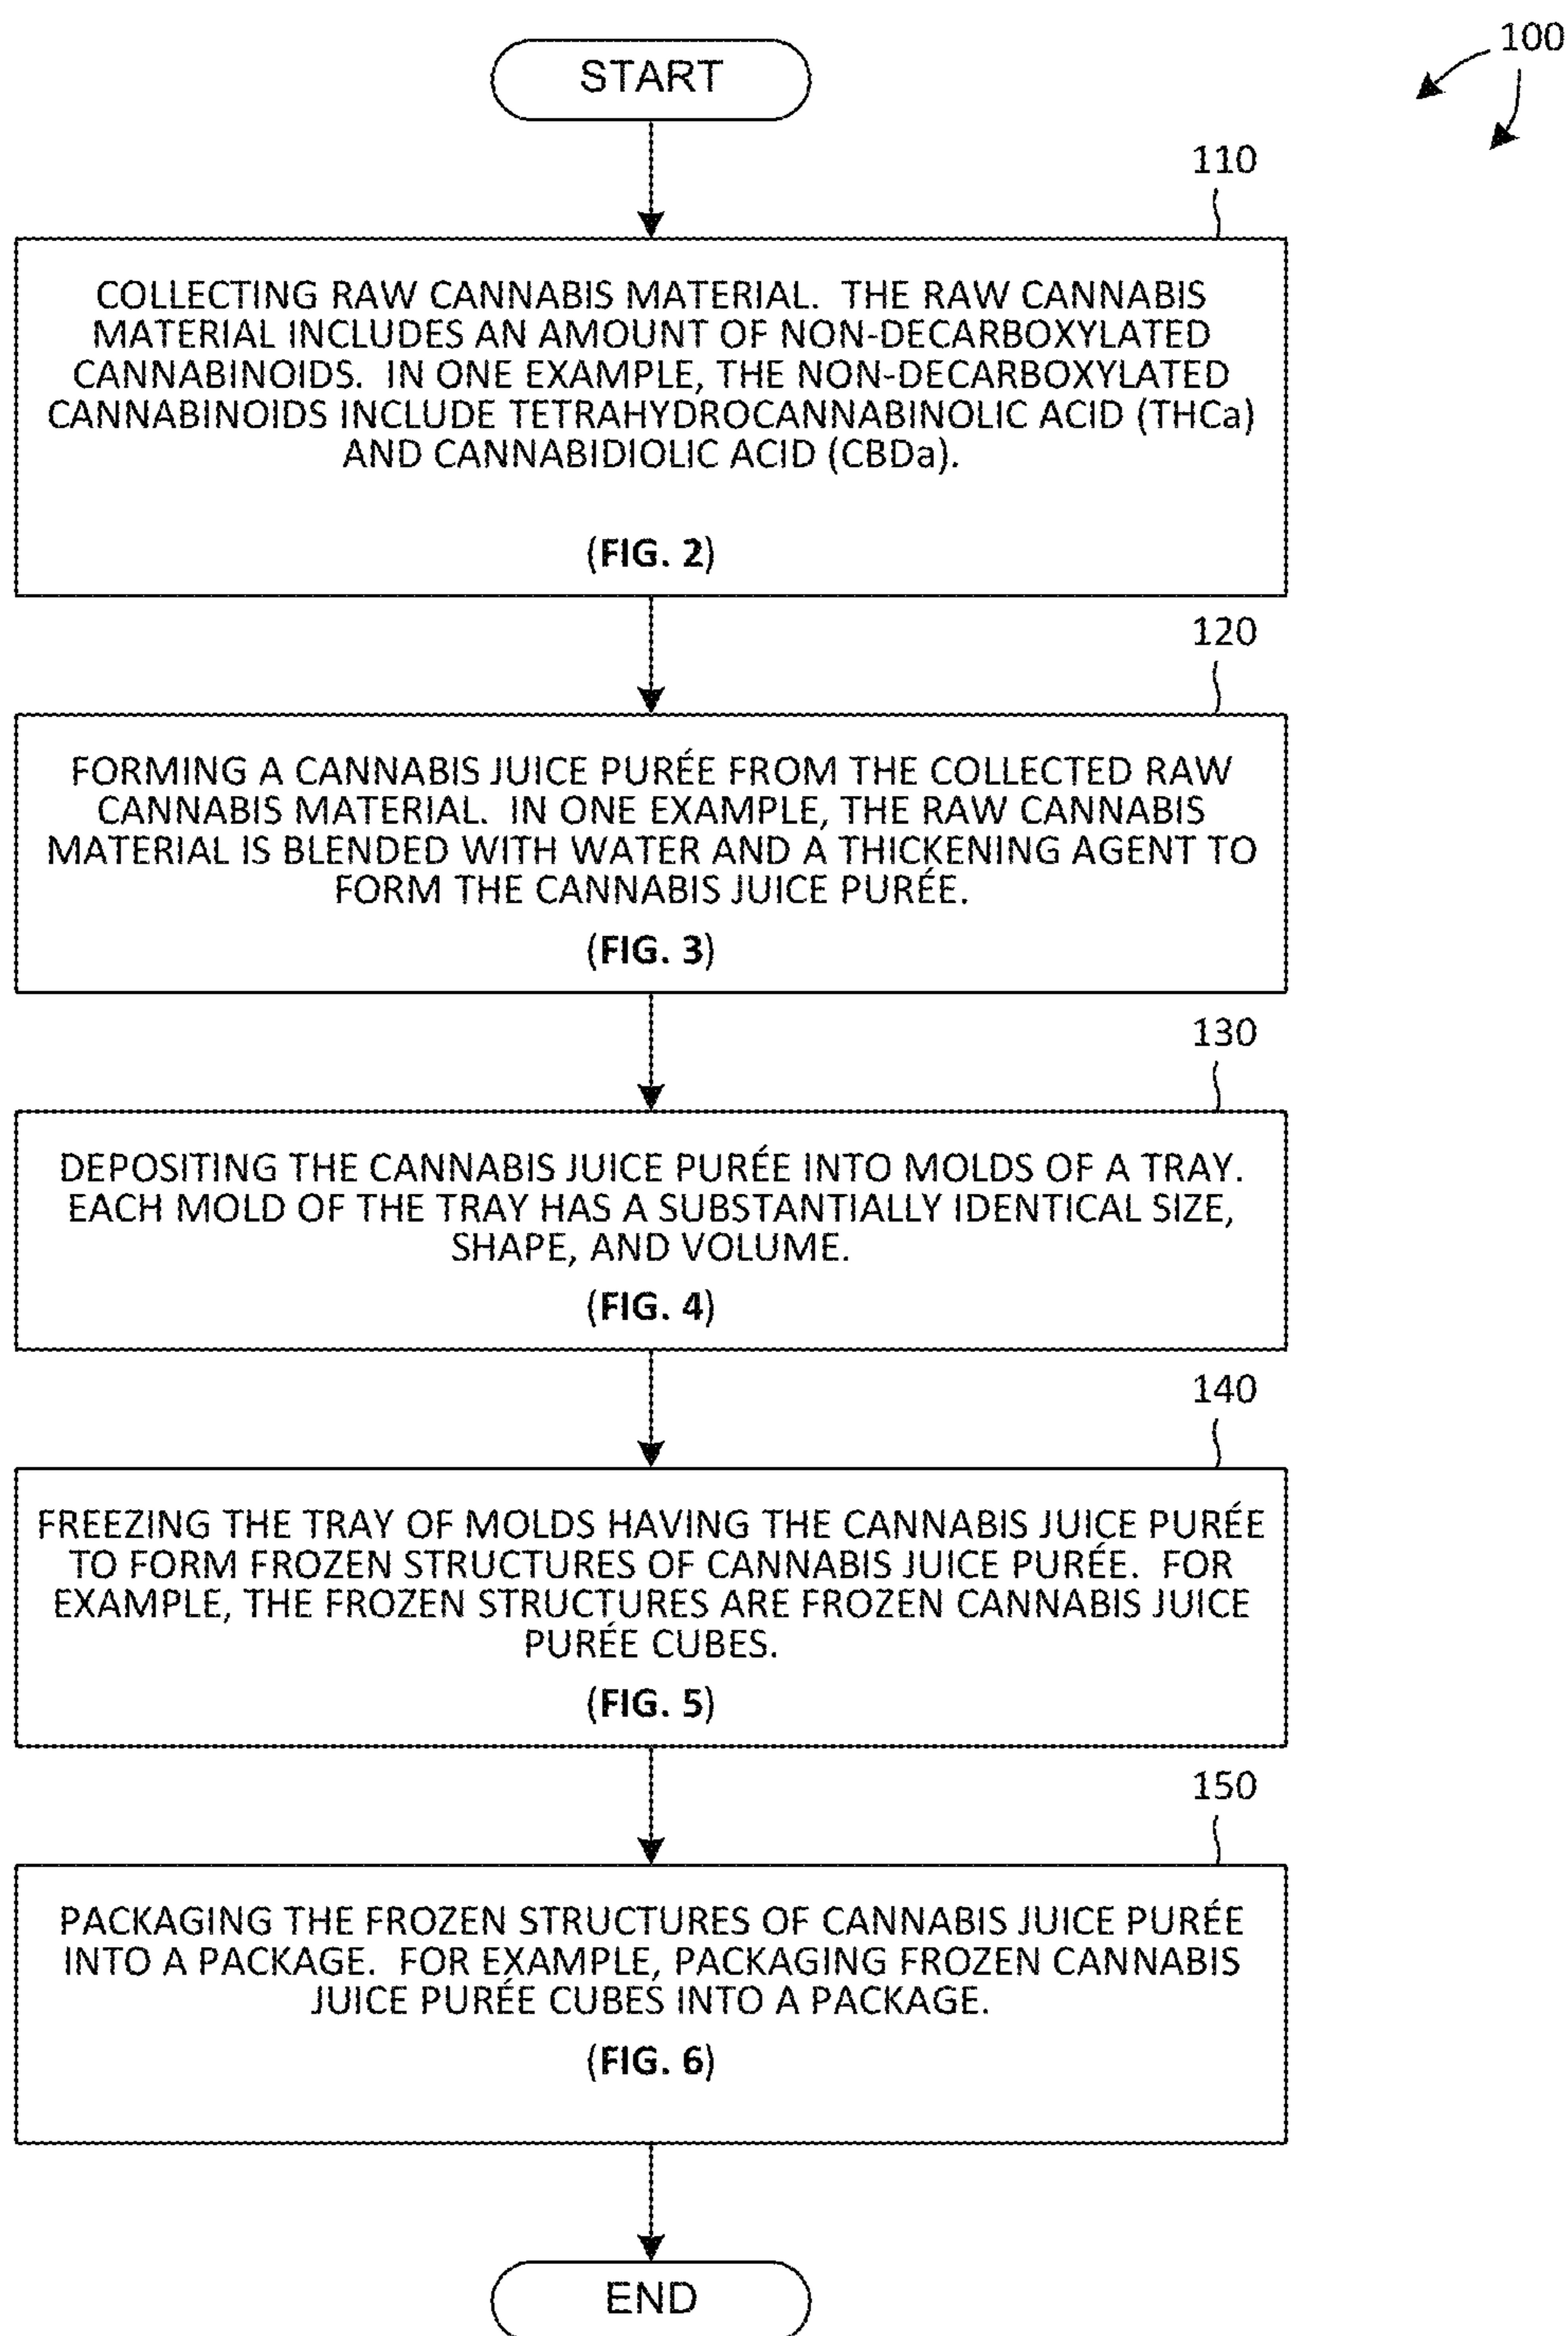 START
100
110
COLLECTING RAW CANNABIS MATERIAL. THE RAW CANNABIS
MATERIAL INCLUDES AN AMOUNT OF NON-DECARBOXYLATED
CANNABINOIDS. IN ONE EXAMPLE, THE NON-DECARBOXYLATED
CANNABINOIDS INCLUDE TETRAHYDROCANNABINOLIC ACID (THCa)
AND CANNABIDIOLIC ACID (CBDa).
(FIG. 2)
120
FORMING A CANNABIS JUICE PURÉE FROM THE COLLECTED RAW
CANNABIS MATERIAL. IN ONE EXAMPLE, THE RAW CANNABIS
MATERIAL IS BLENDED WITH WATER AND A THICKENING AGENT TO
FORM THE CANNABIS JUICE PURÉE.
(FIG. 3)
130
DEPOSITING THE CANNABIS JUICE PURÉE INTO MOLDS OF A TRAY.
EACH MOLD OF THE TRAY HAS A SUBSTANTIALLY IDENTICAL SIZE,
SHAPE, AND VOLUME.
(FIG. 4)
140
FREEZING THE TRAY OF MOLDS HAVING THE CANNABIS JUICE PURÉE
TO FORM FROZEN STRUCTURES OF CANNABIS JUICE PURÉE. FOR
EXAMPLE, THE FROZEN STRUCTURES ARE FROZEN CANNABIS JUICE
PURÉE CUBES.
(FIG. 5)
150
PACKAGING THE FROZEN STRUCTURES OF CANNABIS JUICE PURÉE
INTO A PACKAGE. FOR EXAMPLE, PACKAGING FROZEN CANNABIS
JUICE PURÉE CUBES INTO A PACKAGE.
(FIG. 6)
END